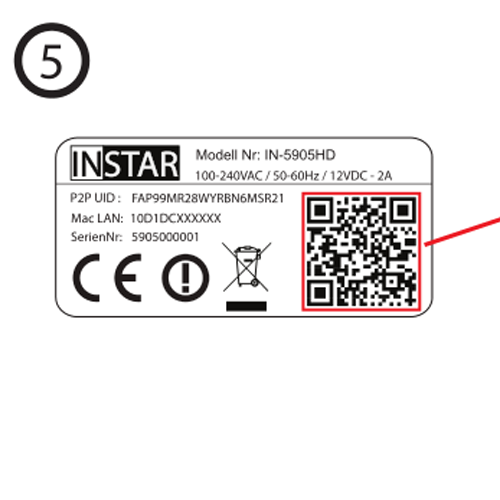 5
INSTAR
Modell Nr: IN-5905HD
100-240VAC / 50-60Hz / 12VDC - 2A
P2P UID : FAP99MR28WYRBN6MSR21
Mac LAN: 10D1DCXXXXXX
SerienNr: 5905000001
CE